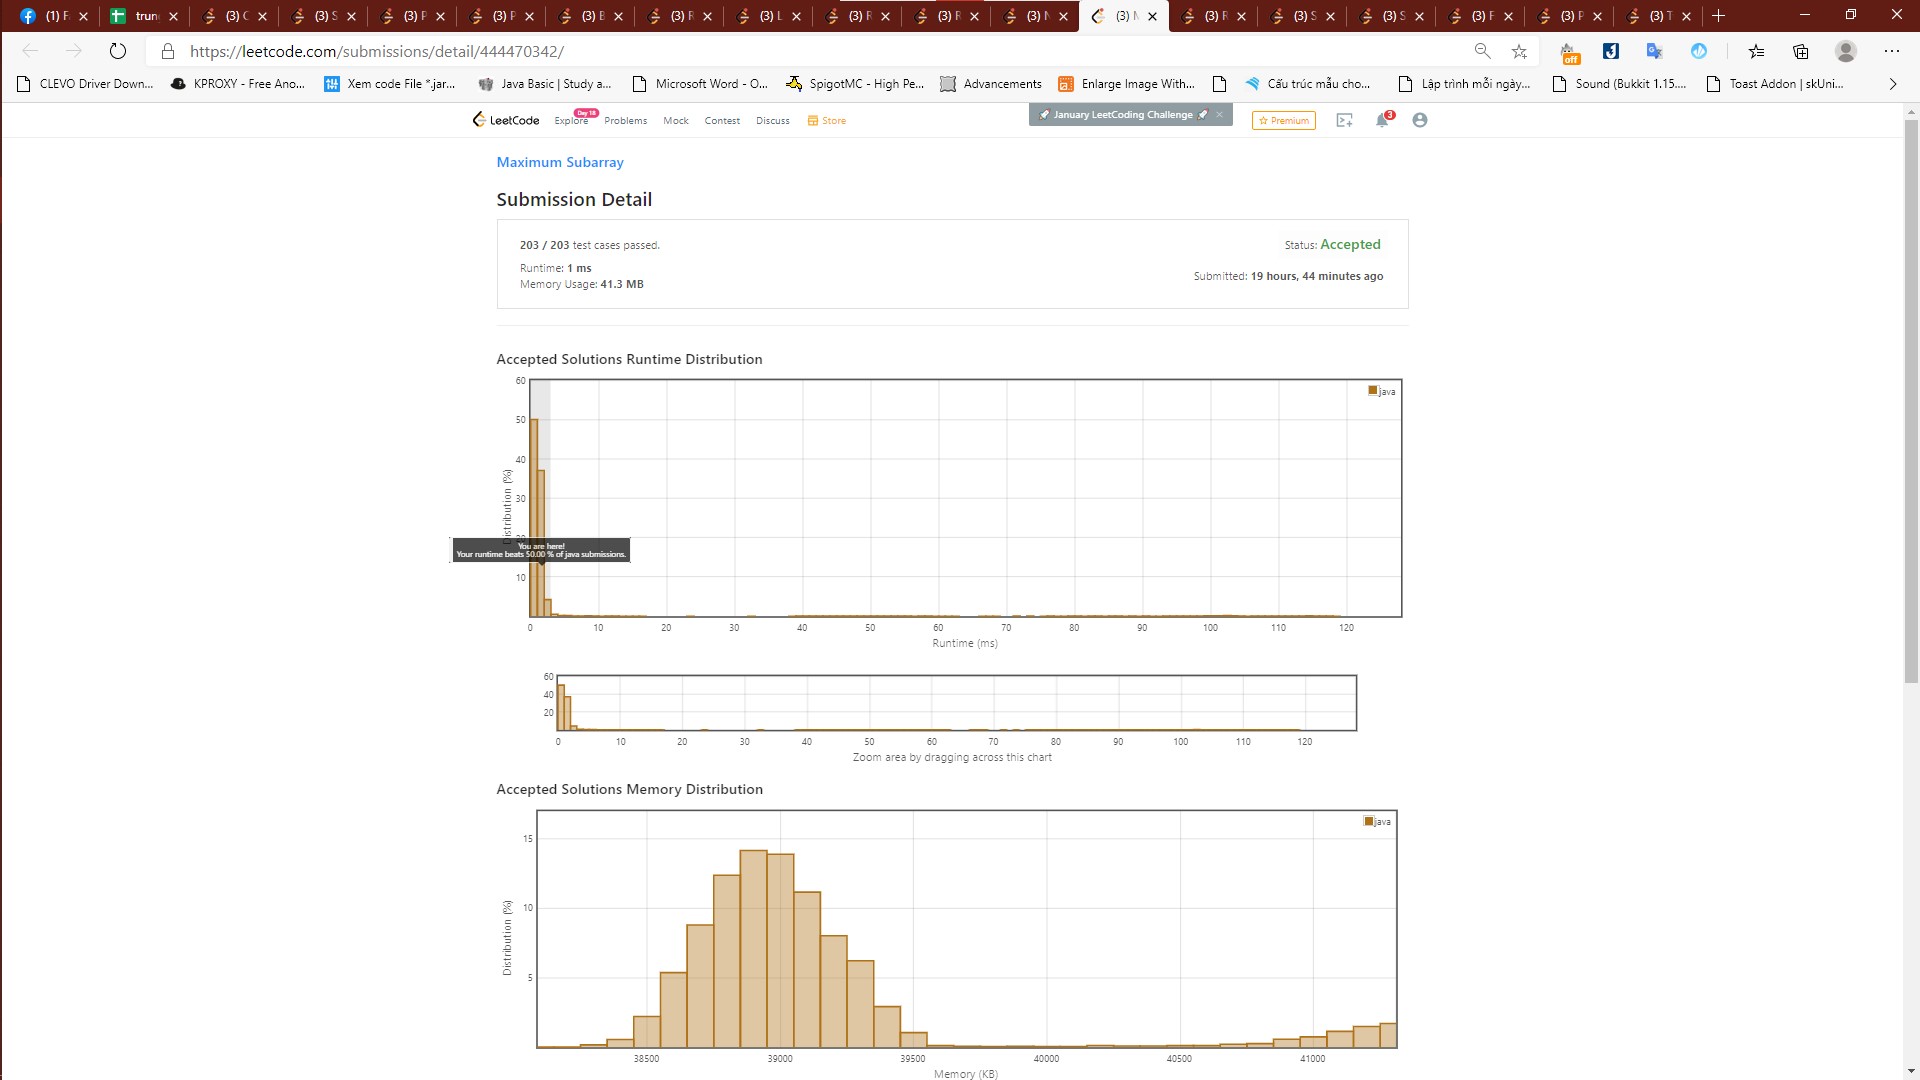 (1) F
trun
(3) C
(3) S
(3) P
(3) P
(3) B
(3) R
(3) L
(3) R
(3) R
(3) N
(3) M
(3) R
(3) S
(3) S
(3) F
(3) P
(3) T
https://leetcode.com/submissions/detail/444470342/
off
CLEVO Driver Down...
KPROXY - Free Ano...
Xem code File *.jar...
Java Basic | Study a...
Microsoft Word - O...
SpigotMC - High Pe...
Advancements
Enlarge Image With...
Cấu trúc mẫu cho...
Lập trình mỗi ngày...
Sound (Bukkit 1.15....
Toast Addon | skUni...
LeetCode
Explore
Day 18
Problems
Mock
Contest
Discuss
Store
January LeetCoding Challenge
Premium
3
Maximum Subarray
Submission Detail
203 / 203 test cases passed.
Status: Accepted
Runtime: 1 ms
Submitted: 19 hours, 44 minutes ago
Memory Usage: 41.3 MB
Accepted Solutions Runtime Distribution
60
50
40
30
20
10
Distribution (%)
java
You are here!
Your runtime beats 50.00 % of java submissions.
0 10 20 30 40 50 60 70 80 90 100 110 120
Runtime (ms)
60
40
20
0 10 20 30 40 50 60 70 80 90 100 110 120
Zoom area by dragging across this chart
Accepted Solutions Memory Distribution
15
10
5
Distribution (%)
java
38500 39000 39500 40000 40500 41000
Memory (KB)